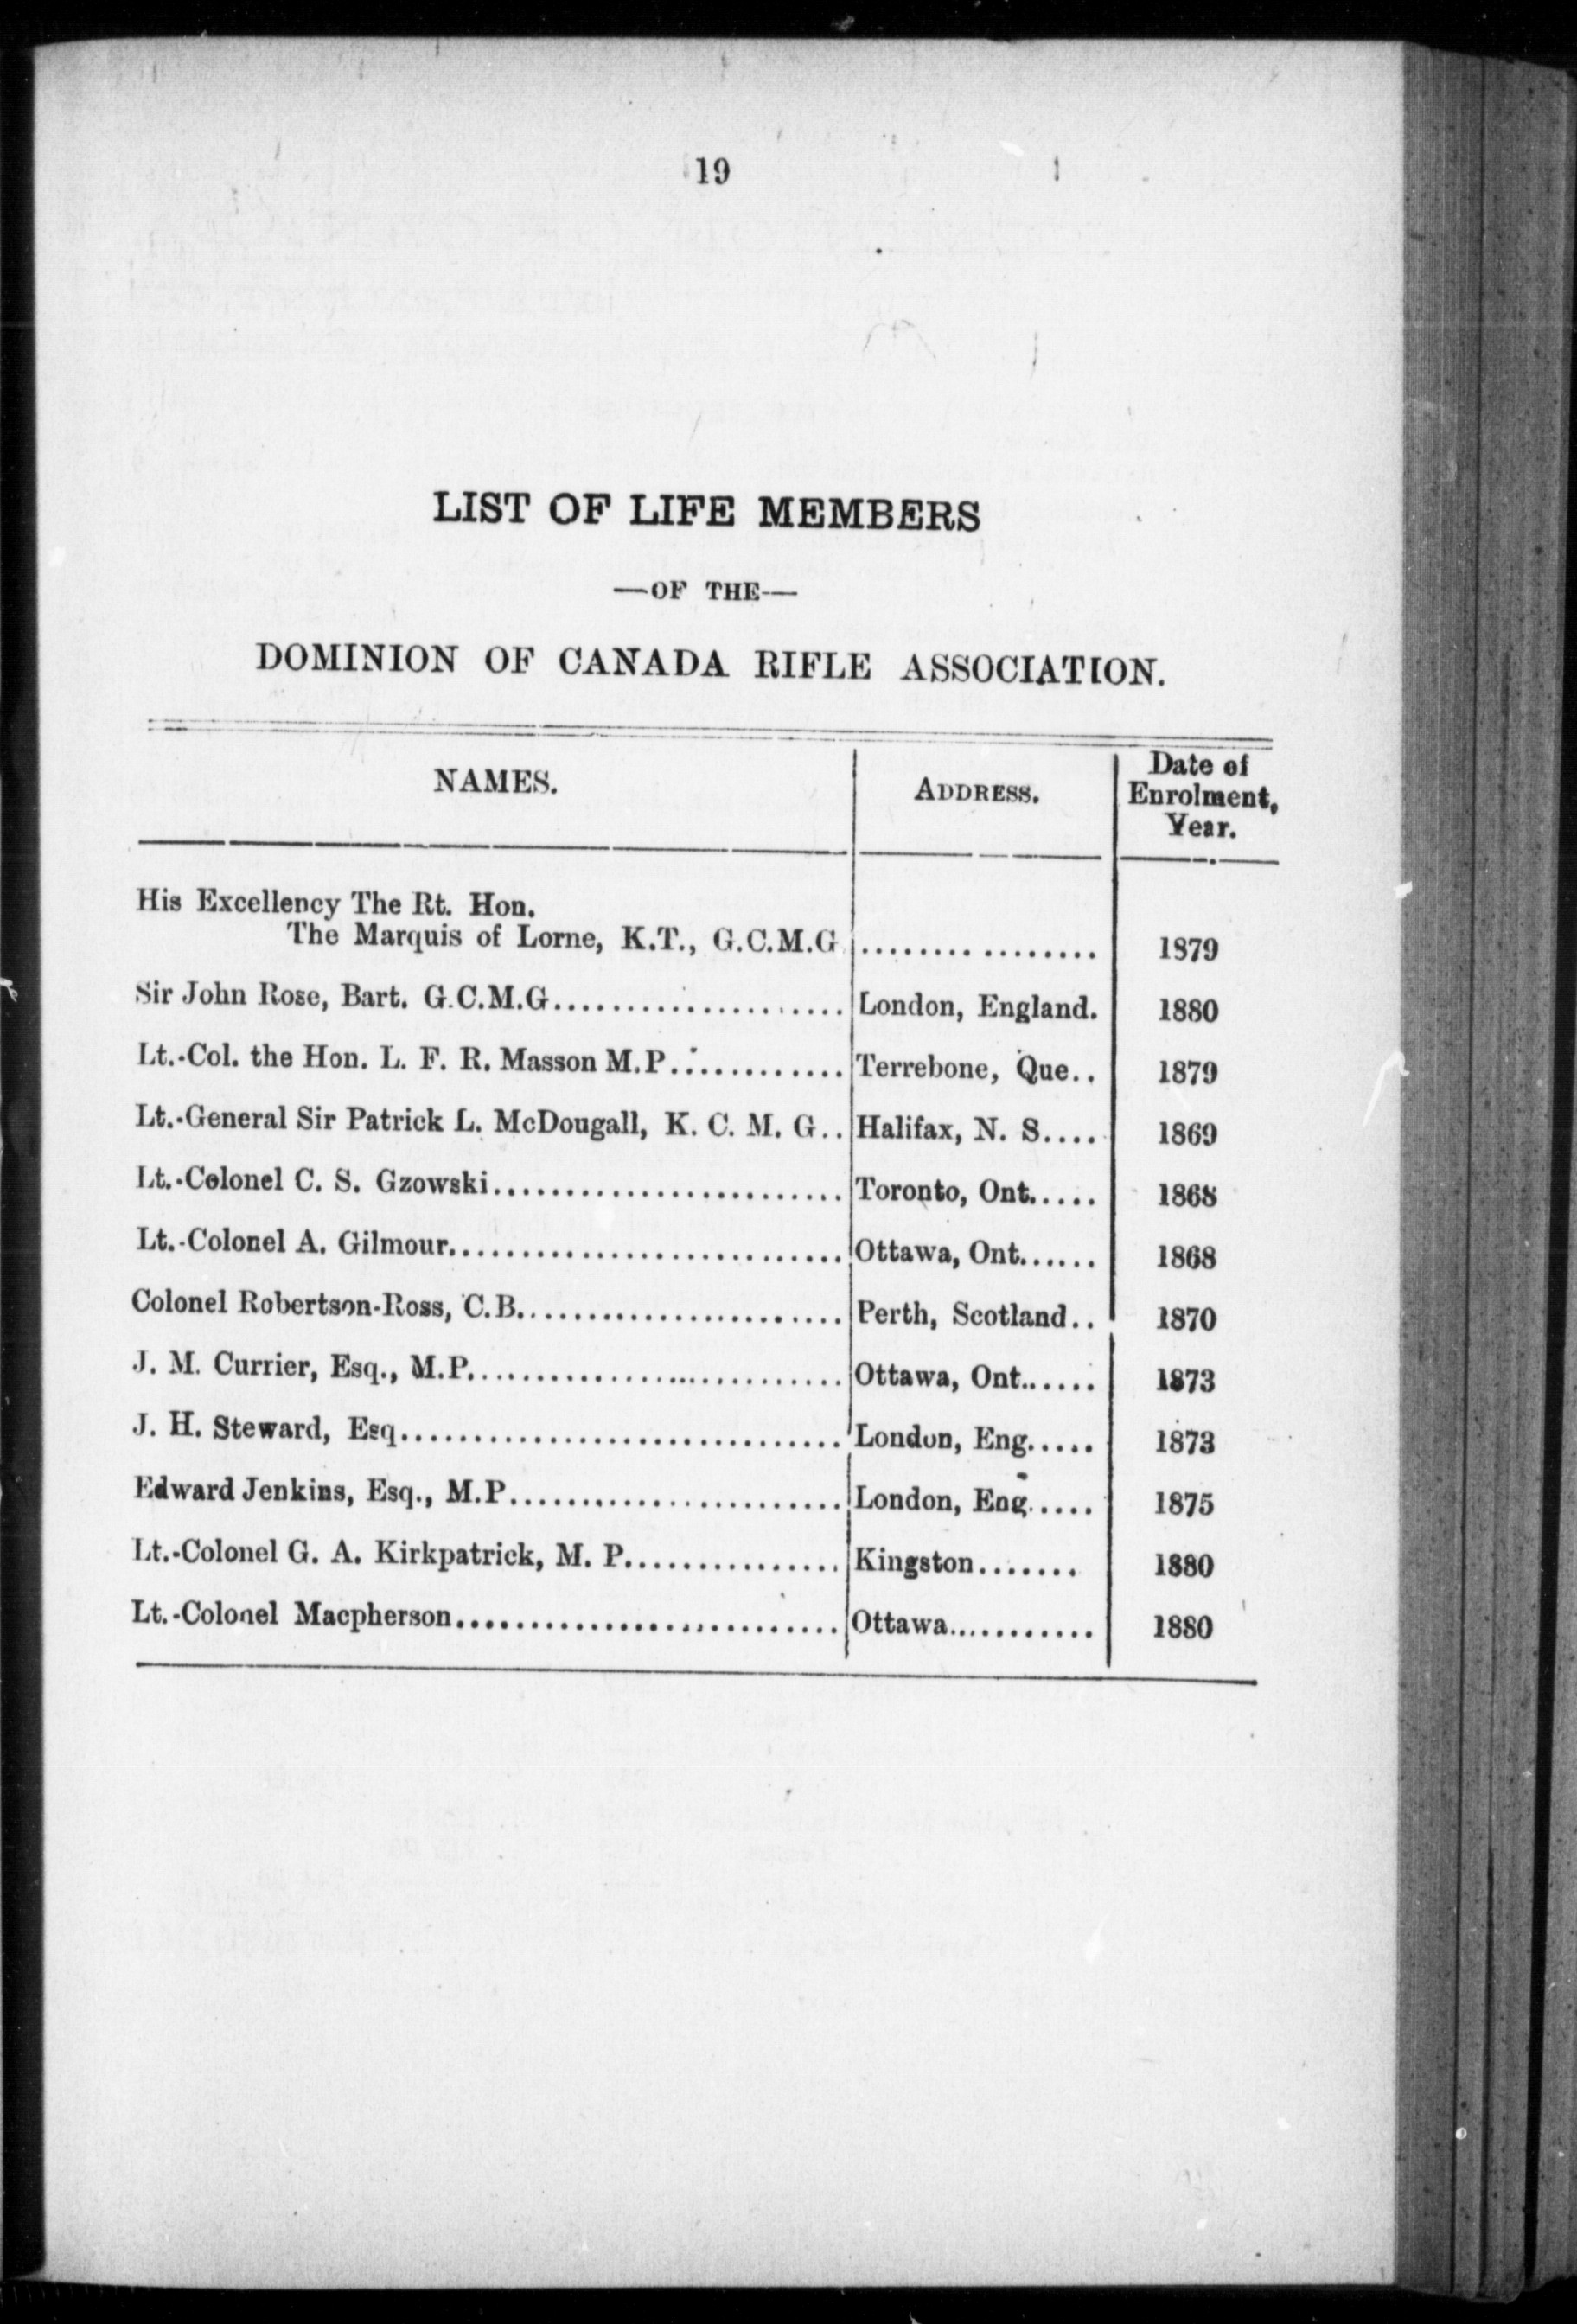 19
LIST OF LIFE MEMBERS
—OF THE—
DOMINION OF CANADA RIFLE ASSOCIATION.
NAMES. ADDRESS. Date of Enrolment, Year.
His Excellency The Rt. Hon.
The Marquis of Lorne, K.T., G.C.M.G ................ 1879
Sir John Rose, Bart. G.C.M.G.................... London, England. 1880
Lt.-Col. the Hon. L. F. R. Masson M.P............ Terrebone, Que.. 1879
Lt.-General Sir Patrick L. McDougall, K. C. M. G.. Halifax, N. S.... 1869
Lt.-Colonel C. S. Gzowski........................ Toronto, Ont..... 1868
Lt.-Colonel A. Gilmour........................... Ottawa, Ont...... 1868
Colonel Robertson-Ross, C.B...................... Perth, Scotland.. 1870
J. M. Currier, Esq., M.P.......................... Ottawa, Ont...... 1873
J. H. Steward, Esq............................... London, Eng..... 1873
Edward Jenkins, Esq., M.P....................... London, Eng..... 1875
Lt.-Colonel G. A. Kirkpatrick, M. P............... Kingston....... 1880
Lt.-Colonel Macpherson.......................... Ottawa.......... 1880